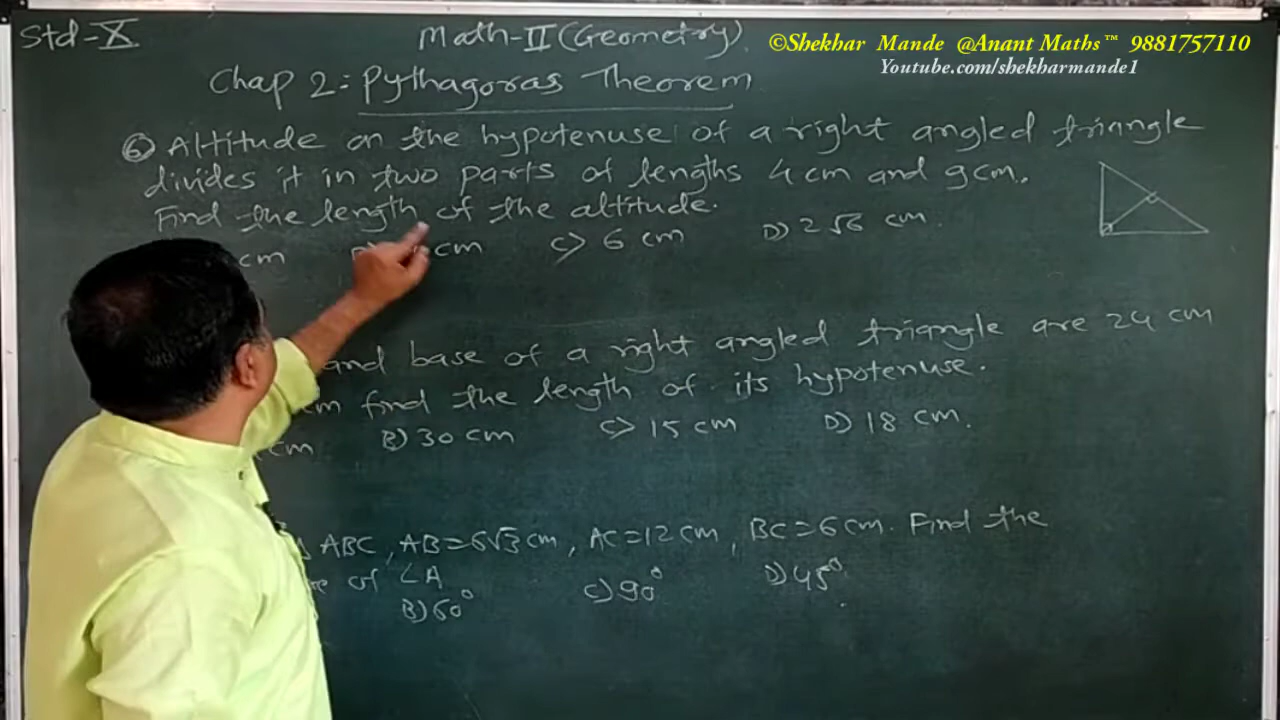 Std-X
Math-II (Geometry)
©Shekhar Mande @Anant Maths™ 9881757110
Youtube.com/shekharmande1
Chap 2: Pythagoras Theorem
6) Altitude on the hypotenuse of a right angled triangle
divides it in two parts of lengths 4 cm and 9 cm.
Find the length of the altitude.
cm cm C) 6 cm D) 2√6 cm.
and base of a right angled triangle are 24 cm
cm find the length of its hypotenuse.
cm B) 30 cm C) 15 cm D) 18 cm.
ABC, AB=6√3 cm, AC=12 cm, BC=6 cm. Find the
of ∠A
B) 60° C) 90° D) 45°.